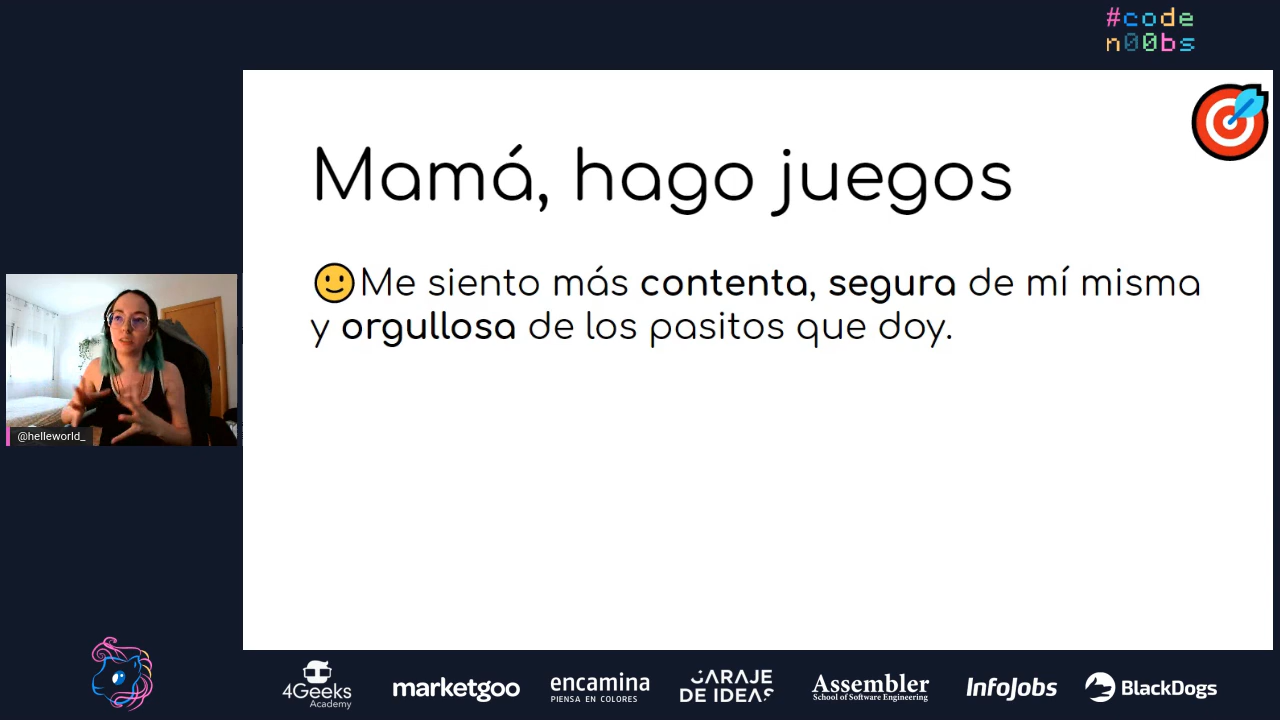 #code
n00bs
Mamá, hago juegos
Me siento más contenta, segura de mí misma
y orgullosa de los pasitos que doy.
@helleworld_
4Geeks
Academy
marketgoo
encamina
PIENSA EN COLORES
GARAJE
DE IDEAS
Assembler
School of Software Engineering
InfoJobs
BlackDogs